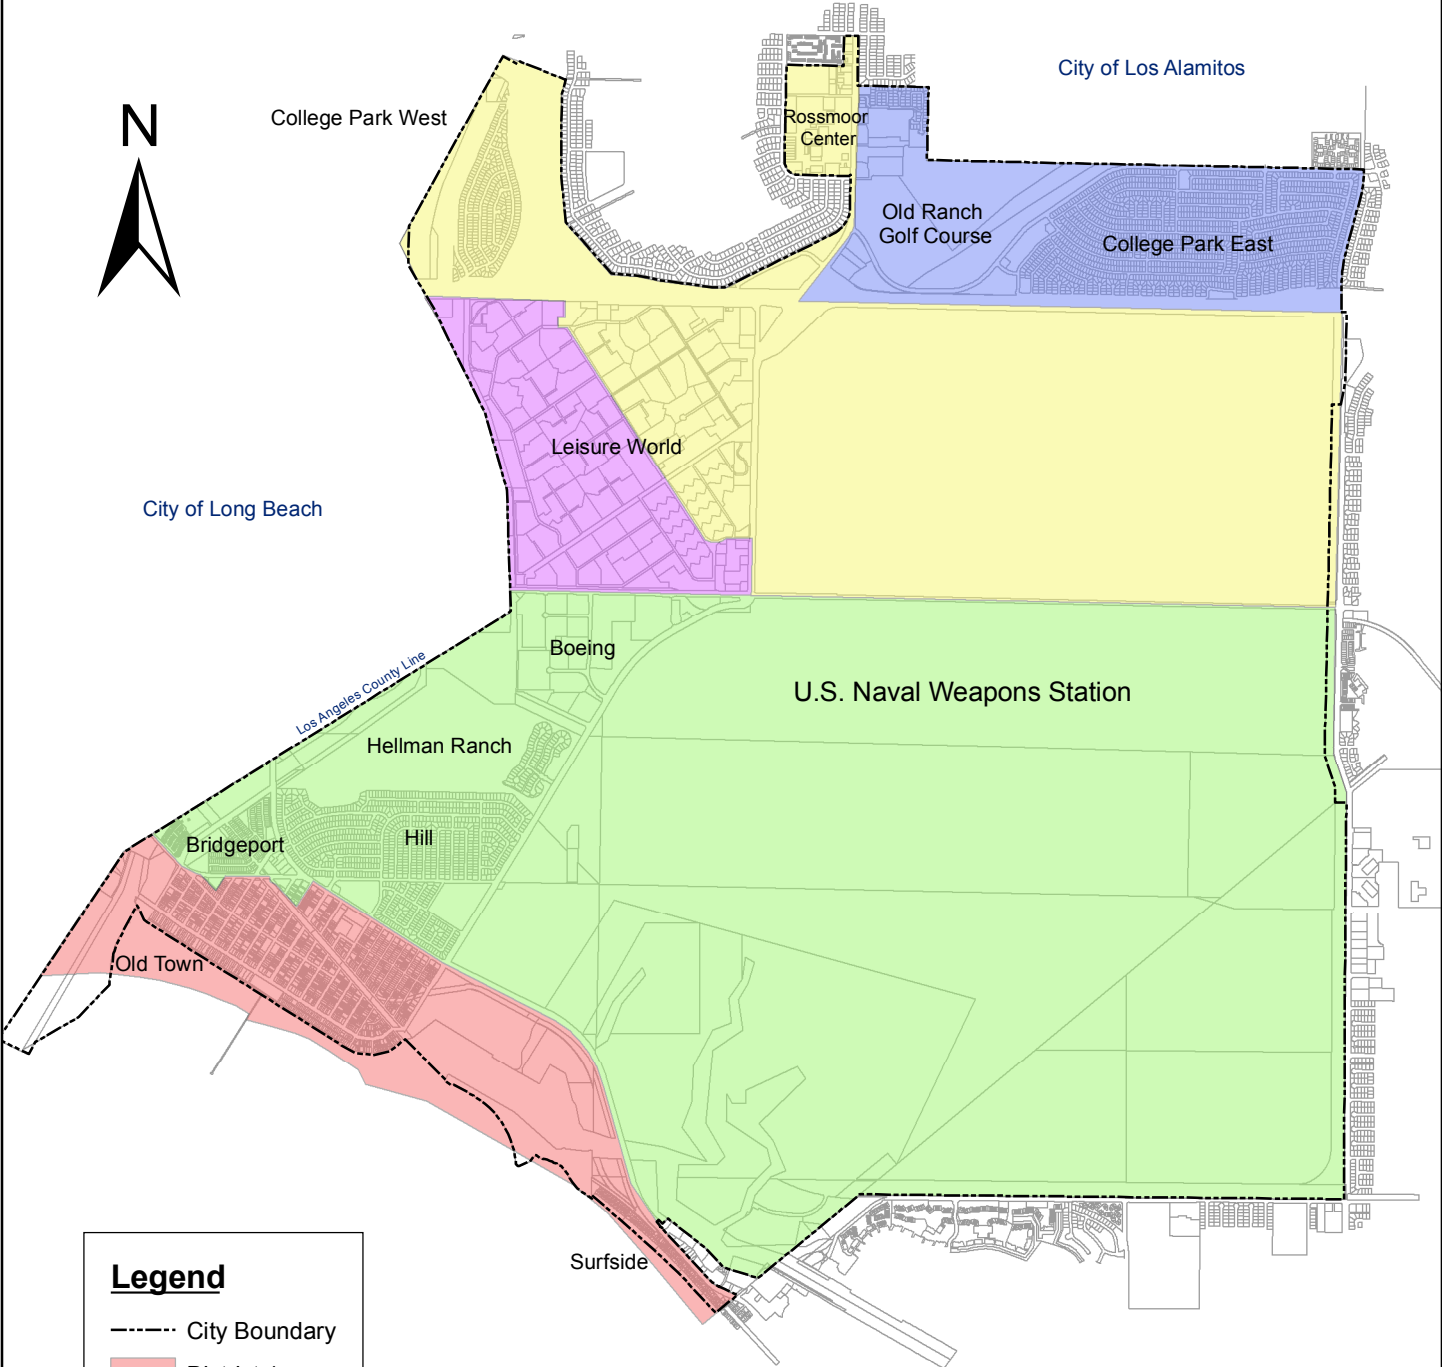 City of Los Alamitos
College Park West
N
Rossmoor
Center
Old Ranch
Golf Course
College Park East
Leisure World
City of Long Beach
Boeing
Los Angeles County Line
U.S. Naval Weapons Station
Hellman Ranch
Bridgeport
Hill
Old Town
Surfside
Legend
City Boundary